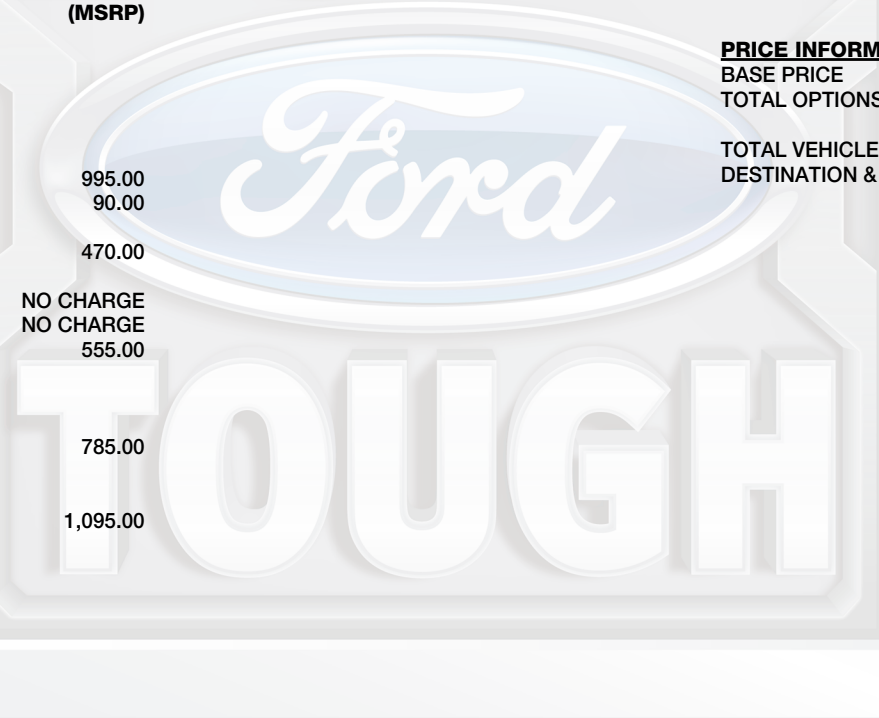 (MSRP)
995.00
90.00
470.00
NO CHARGE
NO CHARGE
555.00
785.00
1,095.00
PRICE INFORM
BASE PRICE
TOTAL OPTIONS
TOTAL VEHICLE
DESTINATION &
Ford
TOUGH